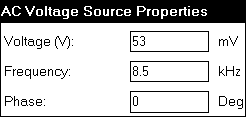 AC Voltage Source Properties
Voltage (V): 53 mV
Frequency: 8.5 kHz
Phase: 0 Deg